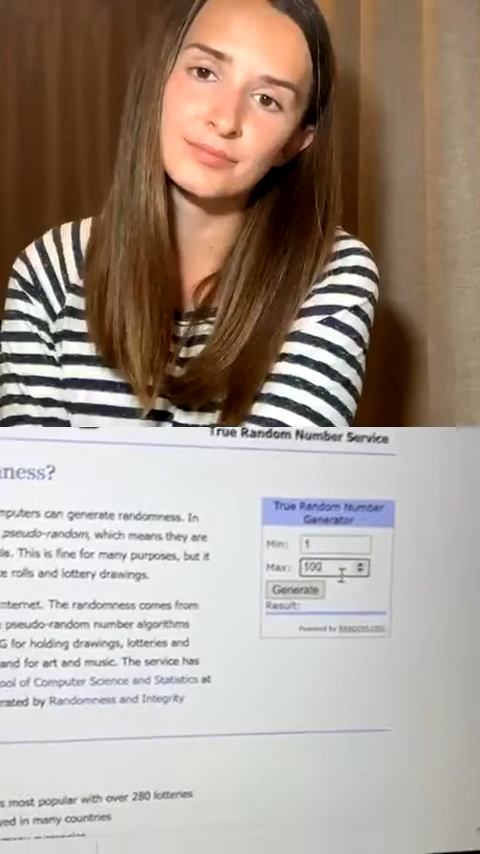 True Random Number Service
ness?
mputers can generate randomness. In
pseudo-random, which means they are
This is fine for many purposes, but it
e rolls and lottery drawings.
nternet. The randomness comes from
pseudo-random number algorithms
G for holding drawings, lotteries and
and for art and music. The service has
ool of Computer Science and Statistics at
rated by Randomness and Integrity
True Random Number
Generator
Min: 1
Max: 100
Generate
Result:
Powered by RANDOM.ORG
s most popular with over 280 lotteries
yed in many countries